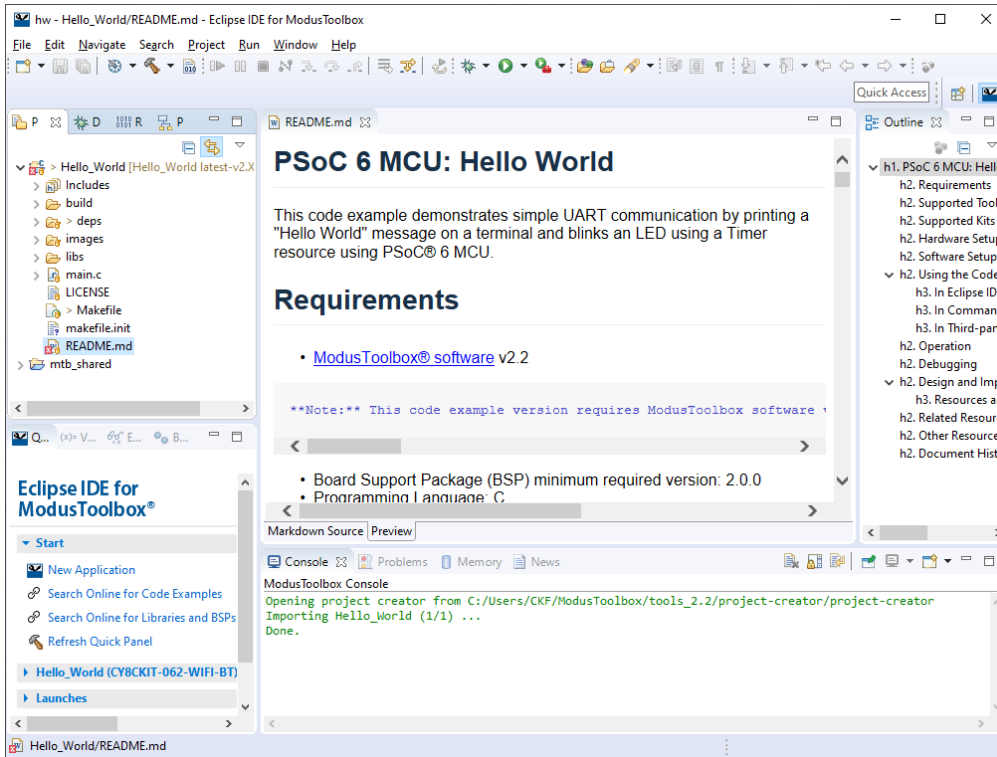 hw - Hello_World/README.md - Eclipse IDE for ModusToolbox
File Edit Navigate Search Project Run Window Help
Quick Access
P D R P
> Hello_World [Hello_World latest-v2.X
Includes
build
> deps
images
libs
main.c
LICENSE
> Makefile
makefile.init
README.md
mtb_shared
Q... (x)= V... E... B...
Eclipse IDE for
ModusToolbox®
Start
New Application
Search Online for Code Examples
Search Online for Libraries and BSPs
Refresh Quick Panel
Hello_World (CY8CKIT-062-WIFI-BT)
Launches
README.md
PSoC 6 MCU: Hello World
This code example demonstrates simple UART communication by printing a
"Hello World" message on a terminal and blinks an LED using a Timer
resource using PSoC® 6 MCU.
Requirements
• ModusToolbox® software v2.2
**Note:** This code example version requires ModusToolbox software v
• Board Support Package (BSP) minimum required version: 2.0.0
• Programming Language: C
Markdown Source Preview
Outline
h1. PSoC 6 MCU: Hell
h2. Requirements
h2. Supported Tool
h2. Supported Kits
h2. Hardware Setup
h2. Software Setup
h2. Using the Code
h3. In Eclipse ID
h3. In Comman
h3. In Third-par
h2. Operation
h2. Debugging
h2. Design and Imp
h3. Resources a
h2. Related Resour
h2. Other Resource
h2. Document Hist
Console Problems Memory News
ModusToolbox Console
Opening project creator from C:/Users/CKF/ModusToolbox/tools_2.2/project-creator/project-creator
Importing Hello_World (1/1) ...
Done.
Hello_World/README.md